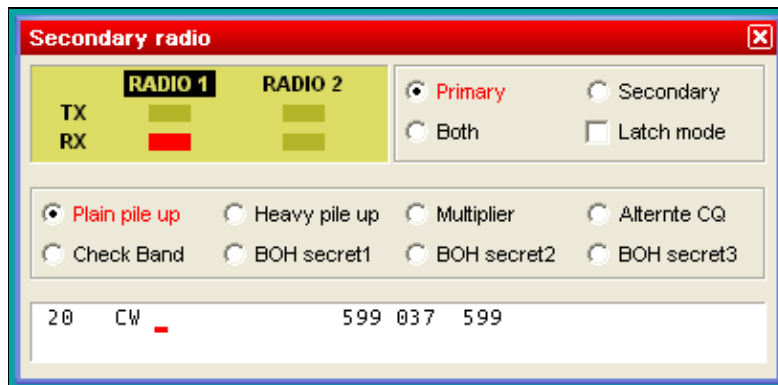 Secondary radio
RADIO 1 RADIO 2
TX
RX
Primary Secondary
Both Latch mode
Plain pile up Heavy pile up Multiplier Alternte CQ
Check Band BOH secret1 BOH secret2 BOH secret3
20 CW _ 599 037 599